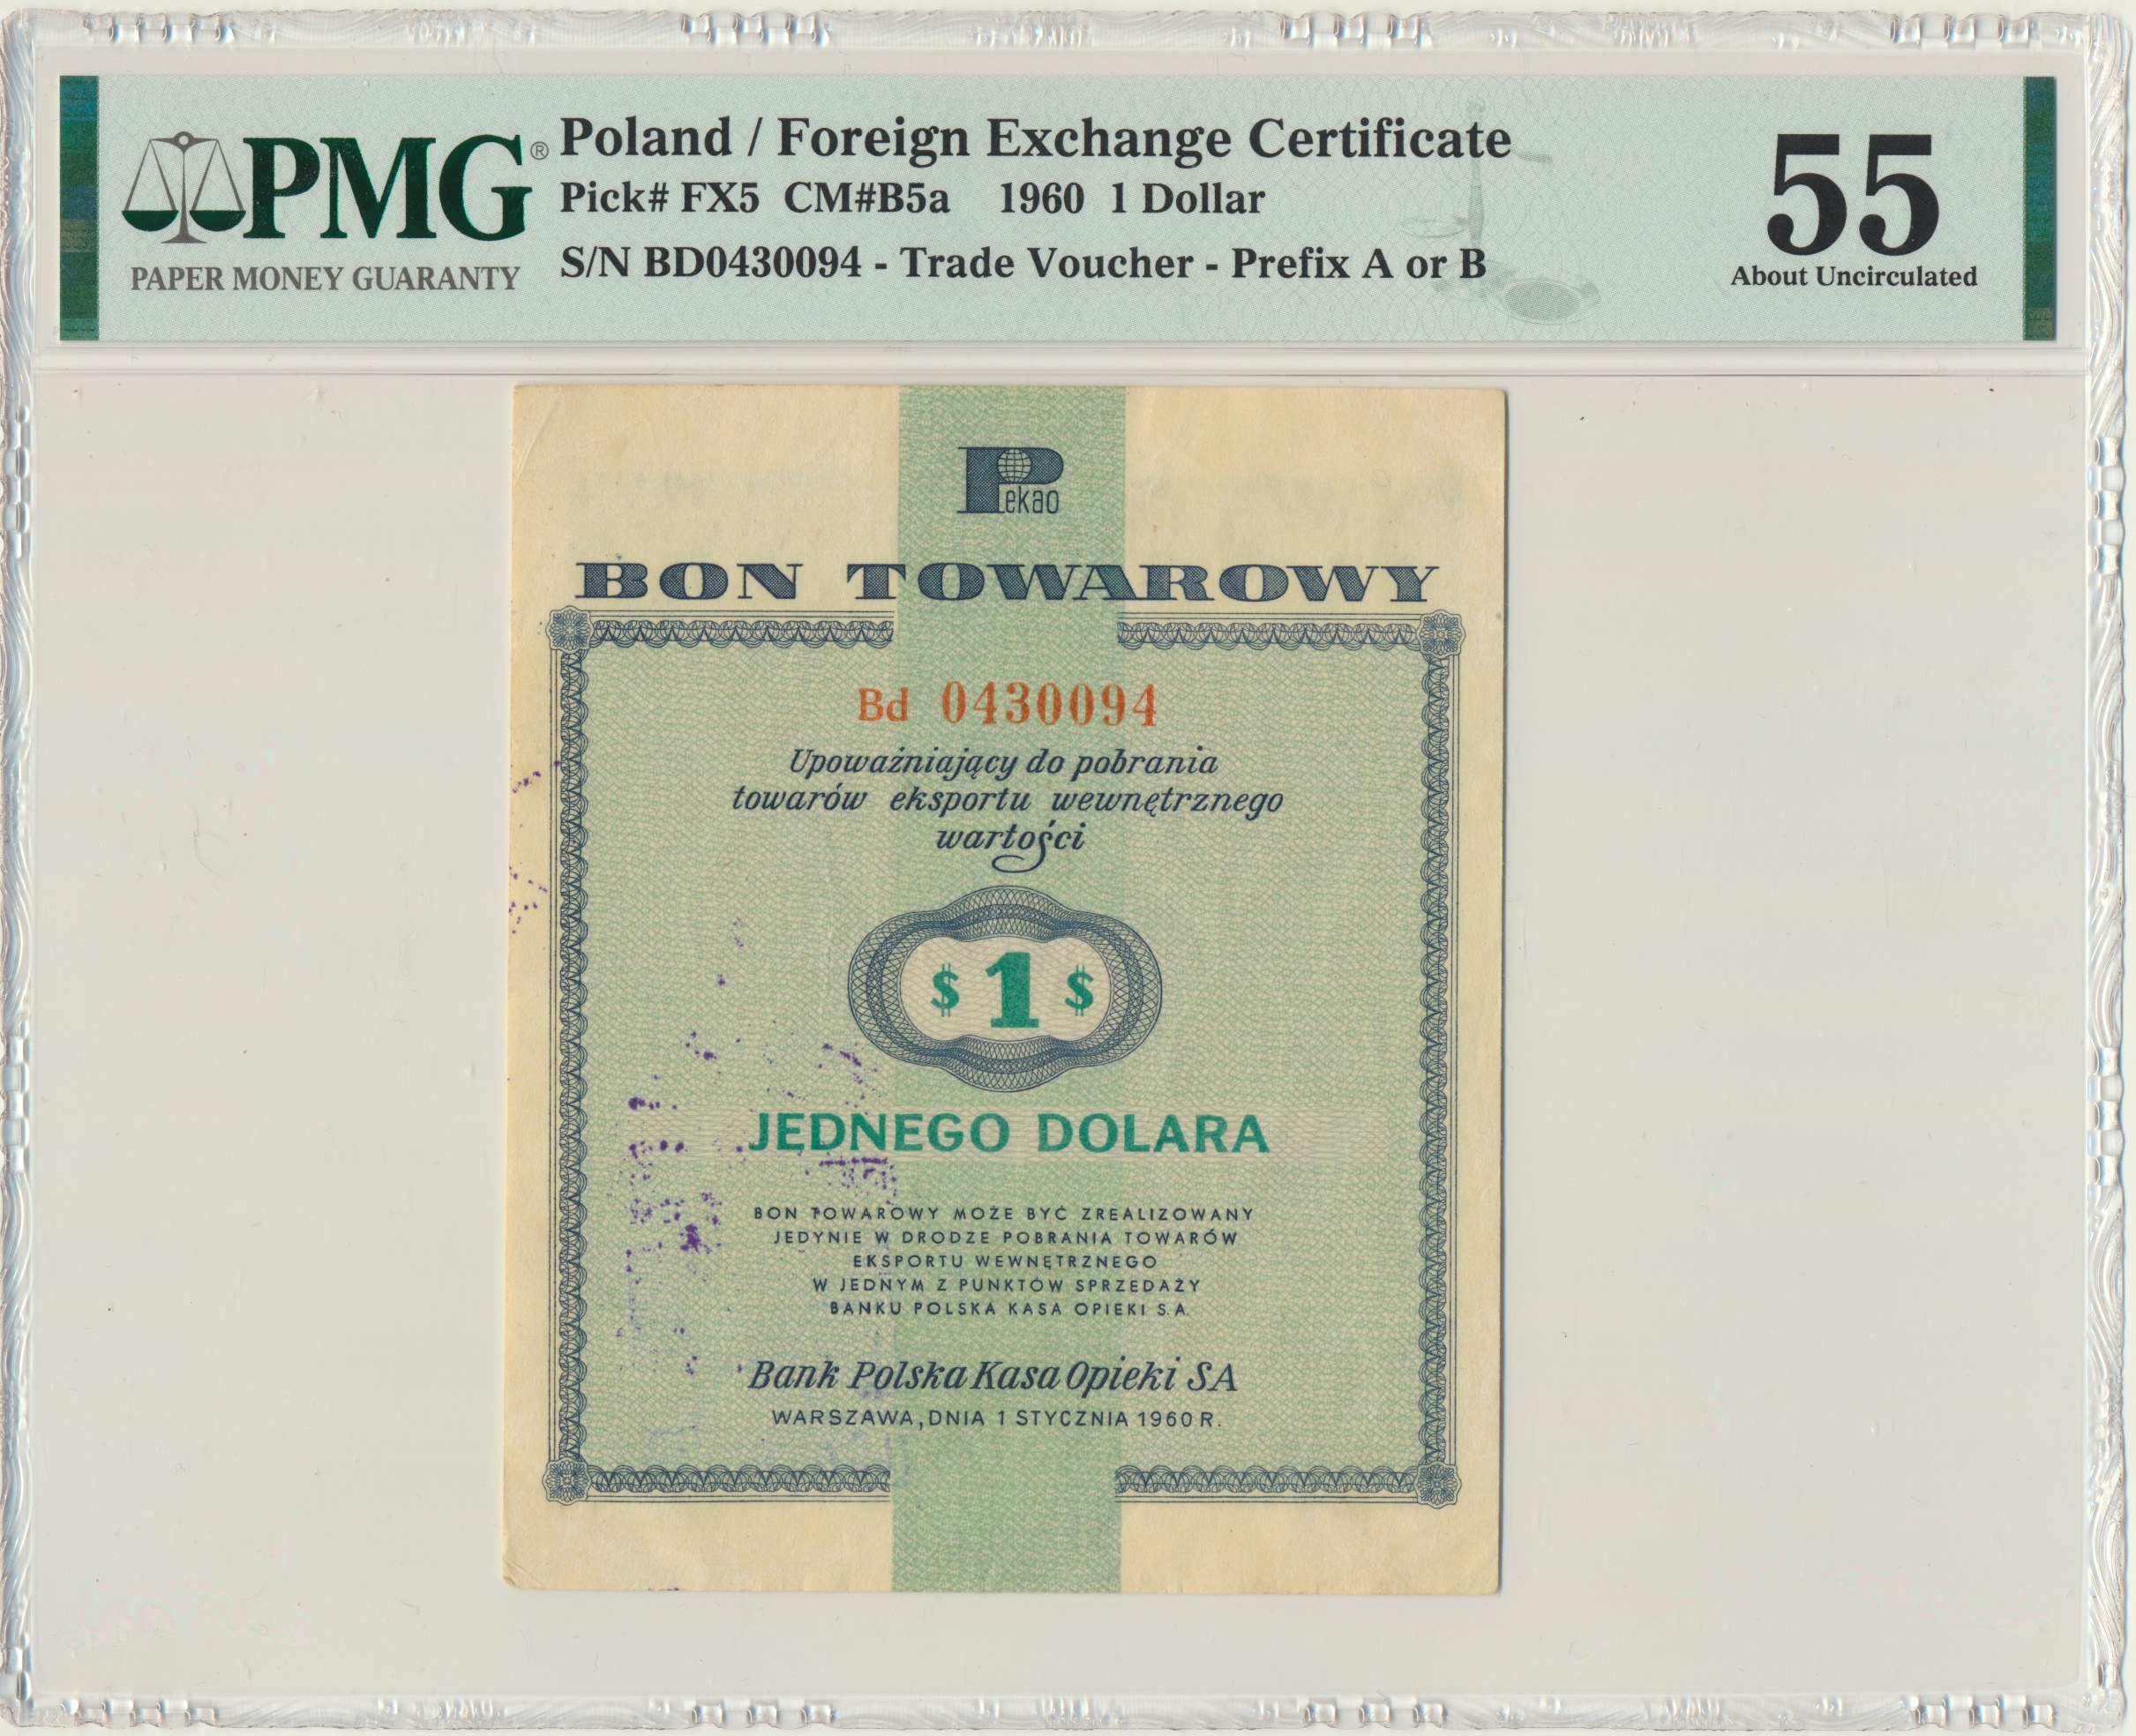 PMG®
PAPER MONEY GUARANTY
Poland / Foreign Exchange Certificate
Pick# FX5 CM#B5a 1960 1 Dollar
S/N BD0430094 - Trade Voucher - Prefix A or B
55
About Uncirculated
Pekao
BON TOWAROWY
Bd 0430094
Upoważniający do pobrania
towarów eksportu wewnętrznego
wartości
$ 1 $
JEDNEGO DOLARA
BON TOWAROWY MOŻE BYĆ ZREALIZOWANY
JEDYNIE W DRODZE POBRANIA TOWARÓW
EKSPORTU WEWNĘTRZNEGO
W JEDNYM Z PUNKTÓW SPRZEDAŻY
BANKU POLSKA KASA OPIEKI S.A.
Bank Polska Kasa Opieki SA
WARSZAWA, DNIA 1 STYCZNIA 1960 R.